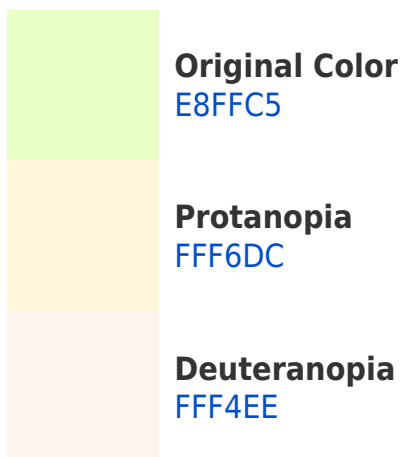 Original Color
E8FFC5
Protanopia
FFF6DC
Deuteranopia
FFF4EE